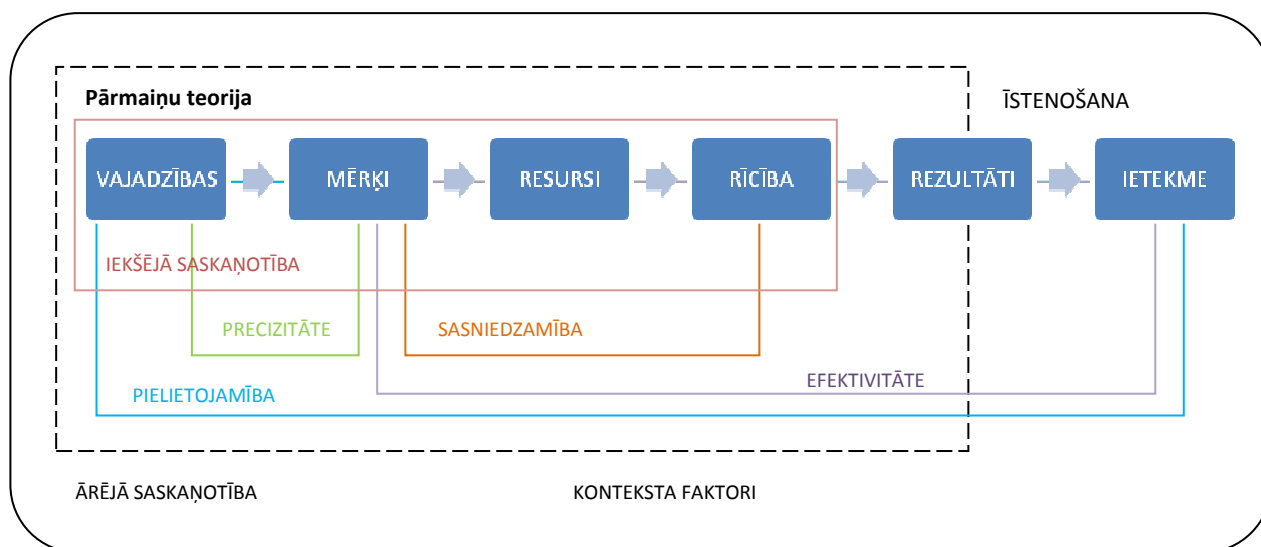 Pārmaiņu teorija
ĪSTENOŠANA
VAJADZĪBAS
MĒRĶI
RESURSI
RĪCĪBA
REZULTĀTI
IETEKME
IEKŠĒJĀ SASKAŅOTĪBA
PRECIZITĀTE
SASNIEDZAMĪBA
EFEKTIVITĀTE
PIELIETOJAMĪBA
ĀRĒJĀ SASKAŅOTĪBA
KONTEKSTA FAKTORI